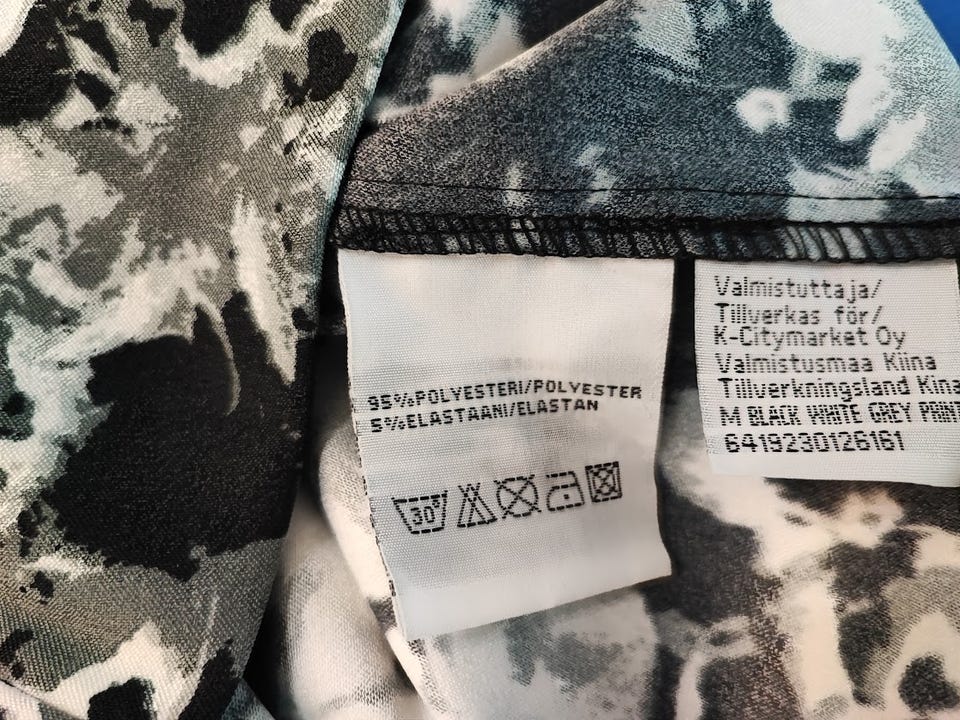 95%POLYESTERI/POLYESTER
5%ELASTAANI/ELASTAN
30°
Valmistuttaja/
Tillverkas för/
K-Citymarket Oy
Valmistusmaa Kiina
Tillverkningsland Kina
M BLACK WHITE GREY PRINT
6419230126161